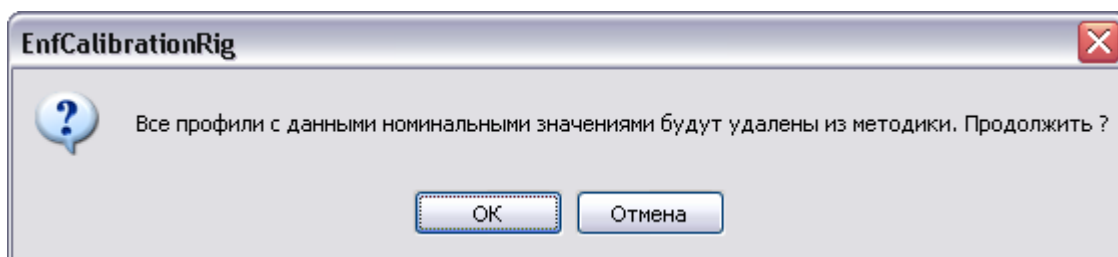 EnfCalibrationRig
Все профили с данными номинальными значениями будут удалены из методики. Продолжить ?
ОК
Отмена